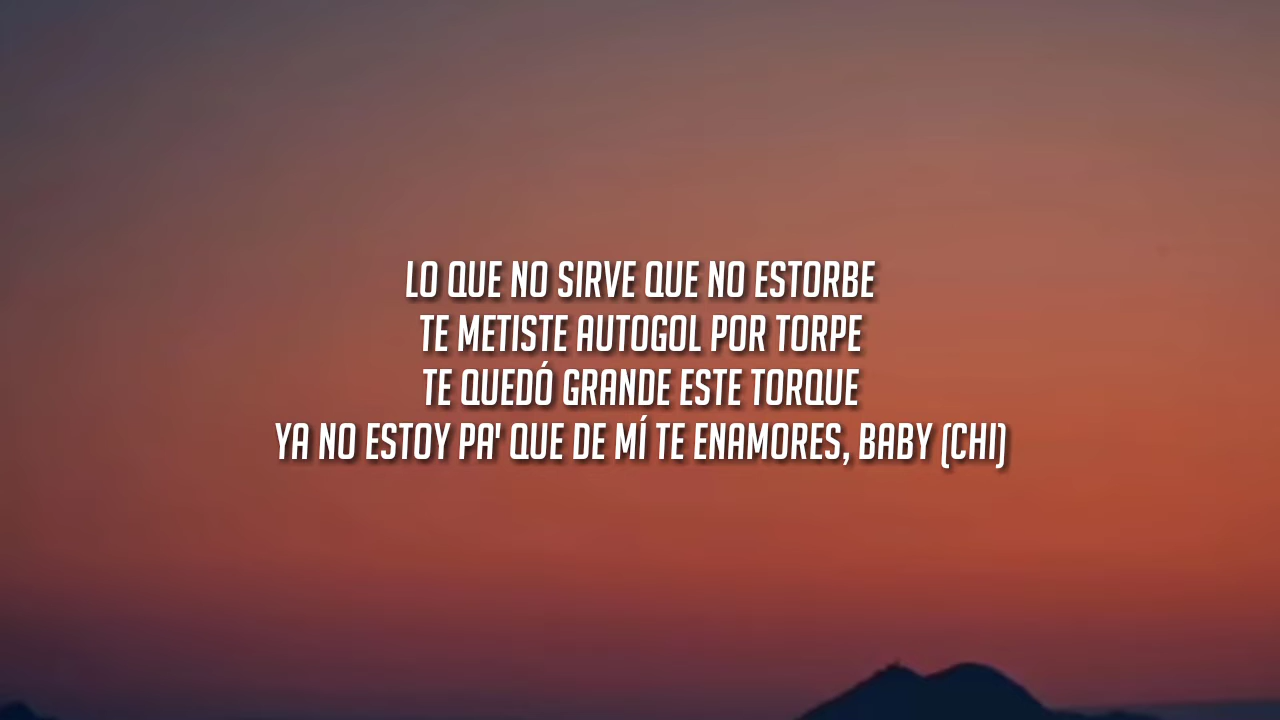 LO QUE NO SIRVE QUE NO ESTORBE
TE METISTE AUTOGOL POR TORPE
TE QUEDÓ GRANDE ESTE TORQUE
YA NO ESTOY PA' QUE DE MÍ TE ENAMORES, BABY (CHI)